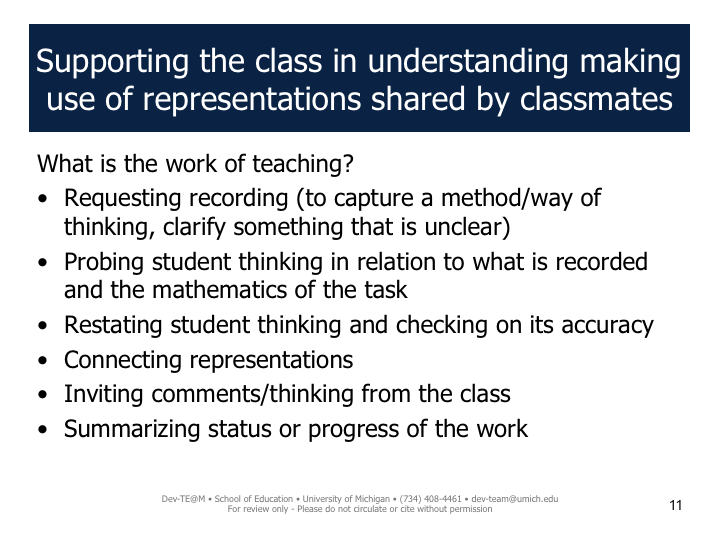 Supporting the class in understanding making
use of representations shared by classmates
What is the work of teaching?
• Requesting recording (to capture a method/way of
thinking, clarify something that is unclear)
• Probing student thinking in relation to what is recorded
and the mathematics of the task
• Restating student thinking and checking on its accuracy
• Connecting representations
• Inviting comments/thinking from the class
• Summarizing status or progress of the work
Dev-TE@M • School of Education • University of Michigan • (734) 408-4461 • dev-team@umich.edu
For review only - Please do not circulate or cite without permission
11